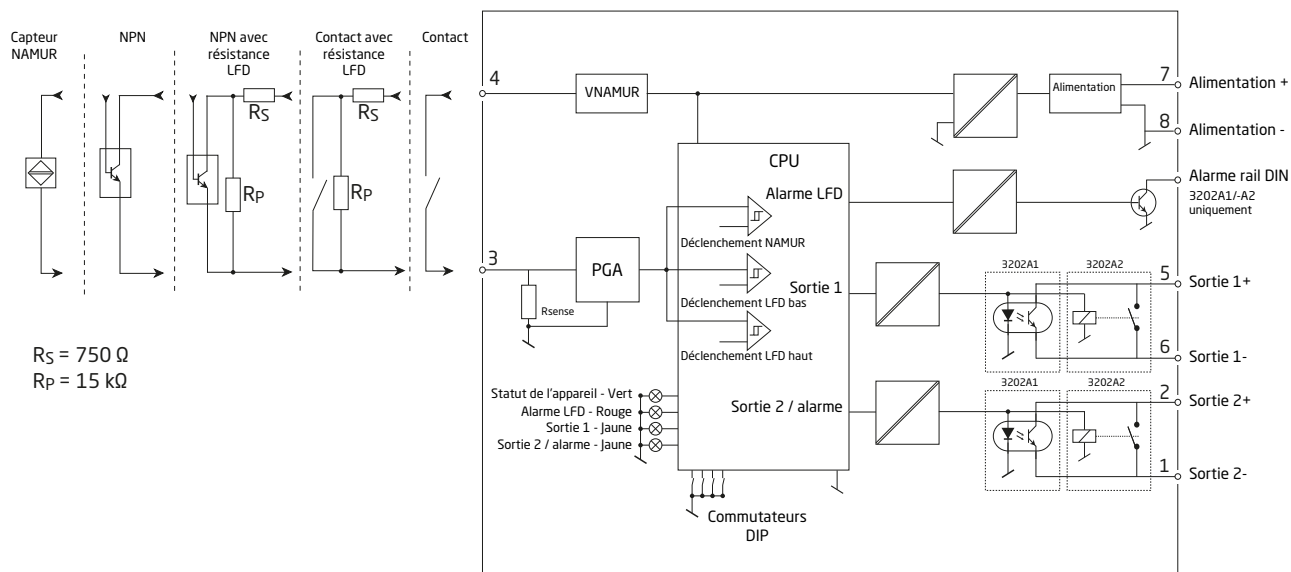 Capteur
NAMUR
NPN
NPN avec
résistance
LFD
Contact avec
résistance
LFD
Contact
RS
RP
RS
RP
RS = 750 Ω
RP = 15 kΩ
4
VNAMUR
Alimentation
7
Alimentation +
8
Alimentation -
CPU
Alarme LFD
Alarme rail DIN
3202A1/-A2
uniquement
Déclenchement NAMUR
3
PGA
Rsense
Déclenchement LFD bas
Sortie 1
3202A1
3202A2
5
Sortie 1+
6
Sortie 1-
Déclenchement LFD haut
Statut de l'appareil - Vert
Alarme LFD - Rouge
Sortie 1 - Jaune
Sortie 2 / alarme - Jaune
Sortie 2 / alarme
3202A1
3202A2
2
Sortie 2+
1
Sortie 2-
Commutateurs
DIP